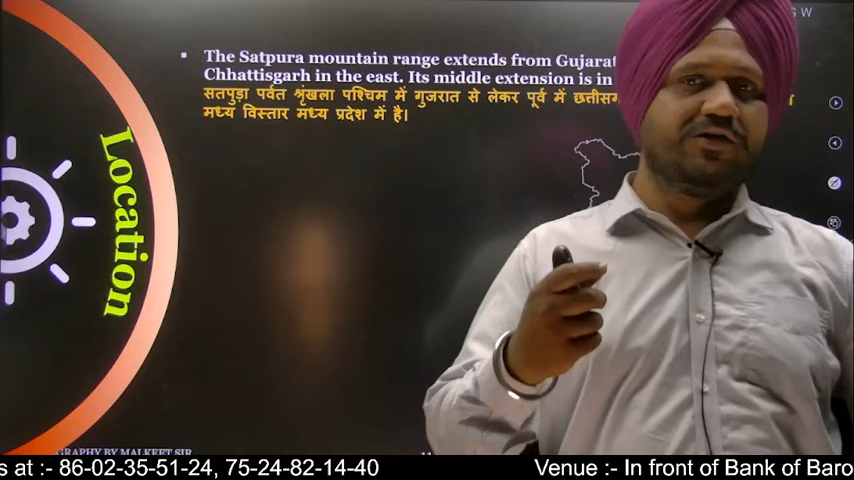 G W
▪ The Satpura mountain range extends from Gujarat
Chhattisgarh in the east. Its middle extension is in
सतपुड़ा पर्वत श्रृंखला पश्चिम में गुजरात से लेकर पूर्व में
मध्य विस्तार मध्य प्रदेश में है।
Location
GRAPHY BY MALKEET SIR
s at :- 86-02-35-51-24, 75-24-82-14-40
Venue :- In front of Bank of Baro